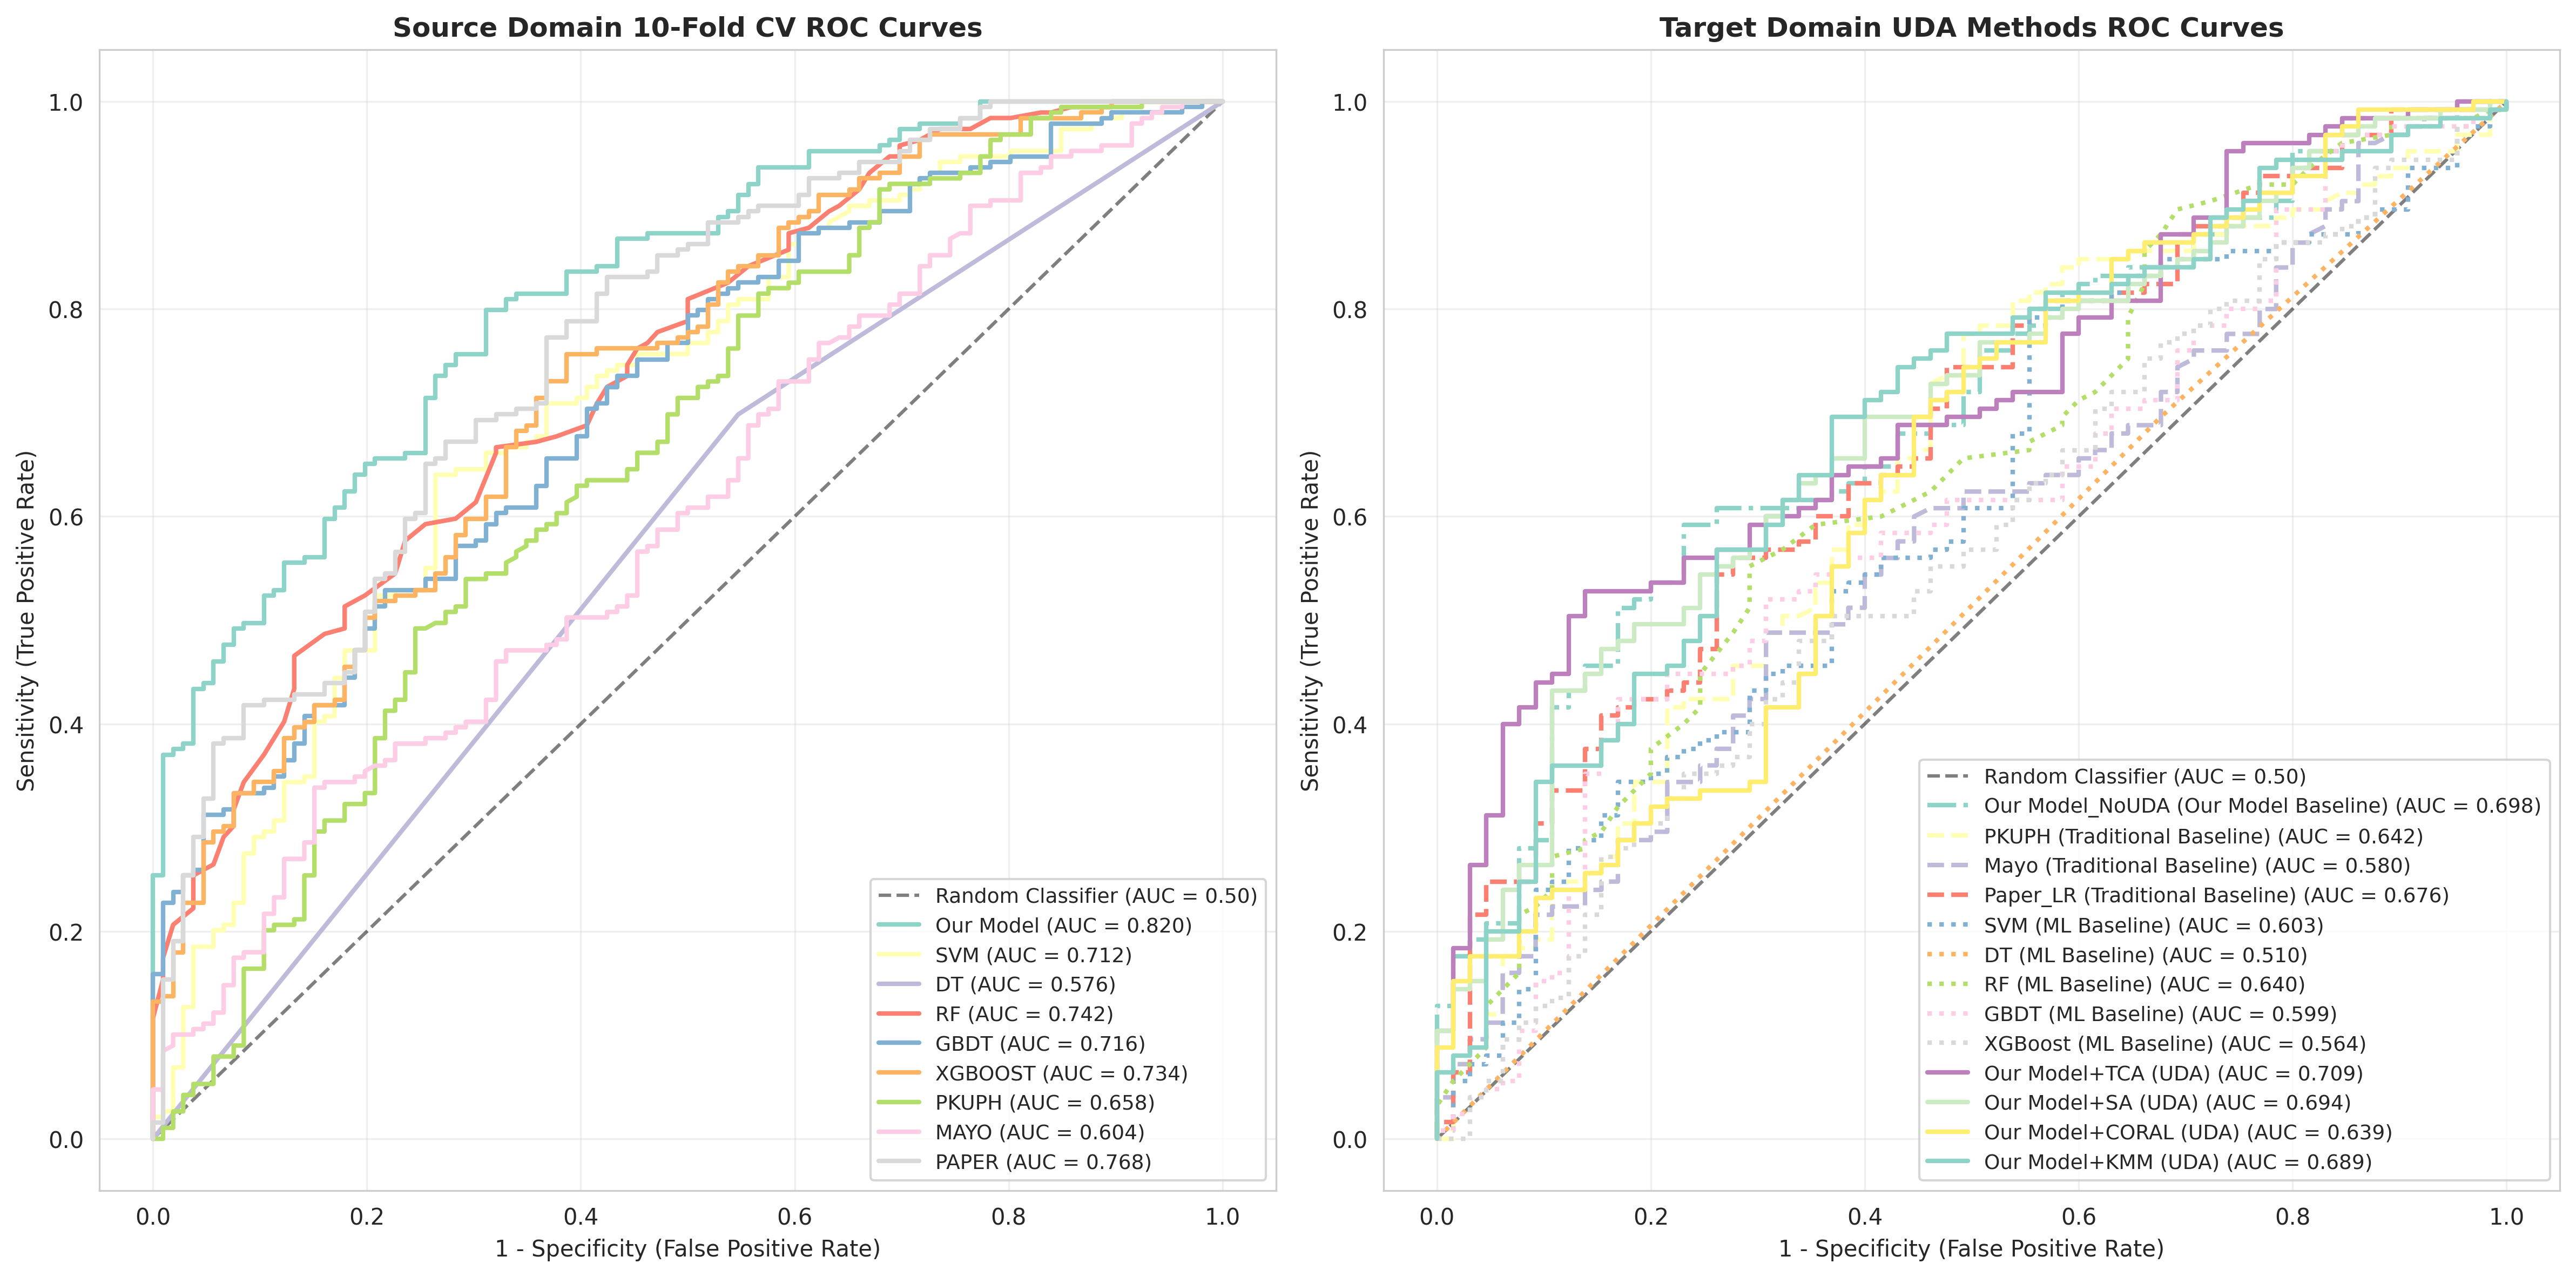 Source Domain 10-Fold CV ROC Curves
Sensitivity (True Positive Rate)
1.0
0.8
0.6
0.4
0.2
0.0
Random Classifier (AUC = 0.50)
Our Model (AUC = 0.820)
SVM (AUC = 0.712)
DT (AUC = 0.576)
RF (AUC = 0.742)
GBDT (AUC = 0.716)
XGBOOST (AUC = 0.734)
PKUPH (AUC = 0.658)
MAYO (AUC = 0.604)
PAPER (AUC = 0.768)
0.0 0.2 0.4 0.6 0.8 1.0
1 - Specificity (False Positive Rate)
Target Domain UDA Methods ROC Curves
Sensitivity (True Positive Rate)
1.0
0.8
0.6
0.4
0.2
0.0
Random Classifier (AUC = 0.50)
Our Model_NoUDA (Our Model Baseline) (AUC = 0.698)
PKUPH (Traditional Baseline) (AUC = 0.642)
Mayo (Traditional Baseline) (AUC = 0.580)
Paper_LR (Traditional Baseline) (AUC = 0.676)
SVM (ML Baseline) (AUC = 0.603)
DT (ML Baseline) (AUC = 0.510)
RF (ML Baseline) (AUC = 0.640)
GBDT (ML Baseline) (AUC = 0.599)
XGBoost (ML Baseline) (AUC = 0.564)
Our Model+TCA (UDA) (AUC = 0.709)
Our Model+SA (UDA) (AUC = 0.694)
Our Model+CORAL (UDA) (AUC = 0.639)
Our Model+KMM (UDA) (AUC = 0.689)
0.0 0.2 0.4 0.6 0.8 1.0
1 - Specificity (False Positive Rate)